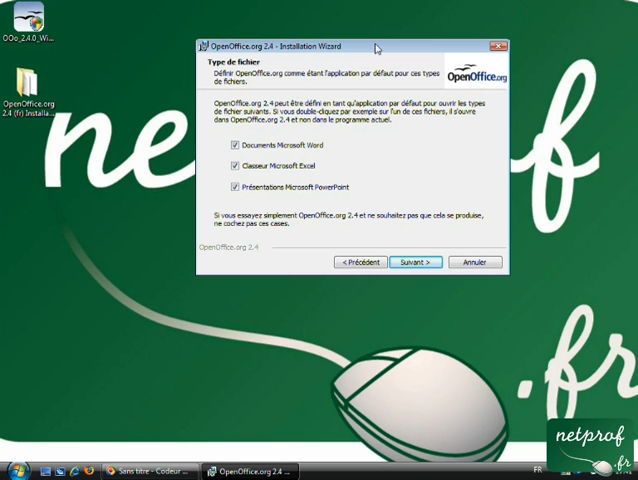 OOo_2.4.0_Wi...
OpenOffice.org
2.4 (fr) Installa...
OpenOffice.org 2.4 - Installation Wizard
Type de fichier
Définir OpenOffice.org comme étant l'application par défaut pour ces types
de fichiers.
OpenOffice.org
OpenOffice.org 2.4 peut être défini en tant qu'application par défaut pour ouvrir les types
de fichier suivants. Si vous double-cliquez par exemple sur l'un de ces fichiers, il s'ouvre
dans OpenOffice.org 2.4 et non dans le programme actuel.
Documents Microsoft Word
Classeur Microsoft Excel
Présentations Microsoft PowerPoint
Si vous essayez simplement OpenOffice.org 2.4 et ne souhaitez pas que cela se produise,
ne cochez pas ces cases.
OpenOffice.org 2.4
< Précédent
Suivant >
Annuler
ne
f
.fr
netprof
.fr
Sans titre - Codeur ...
OpenOffice.org 2.4 ...
FR